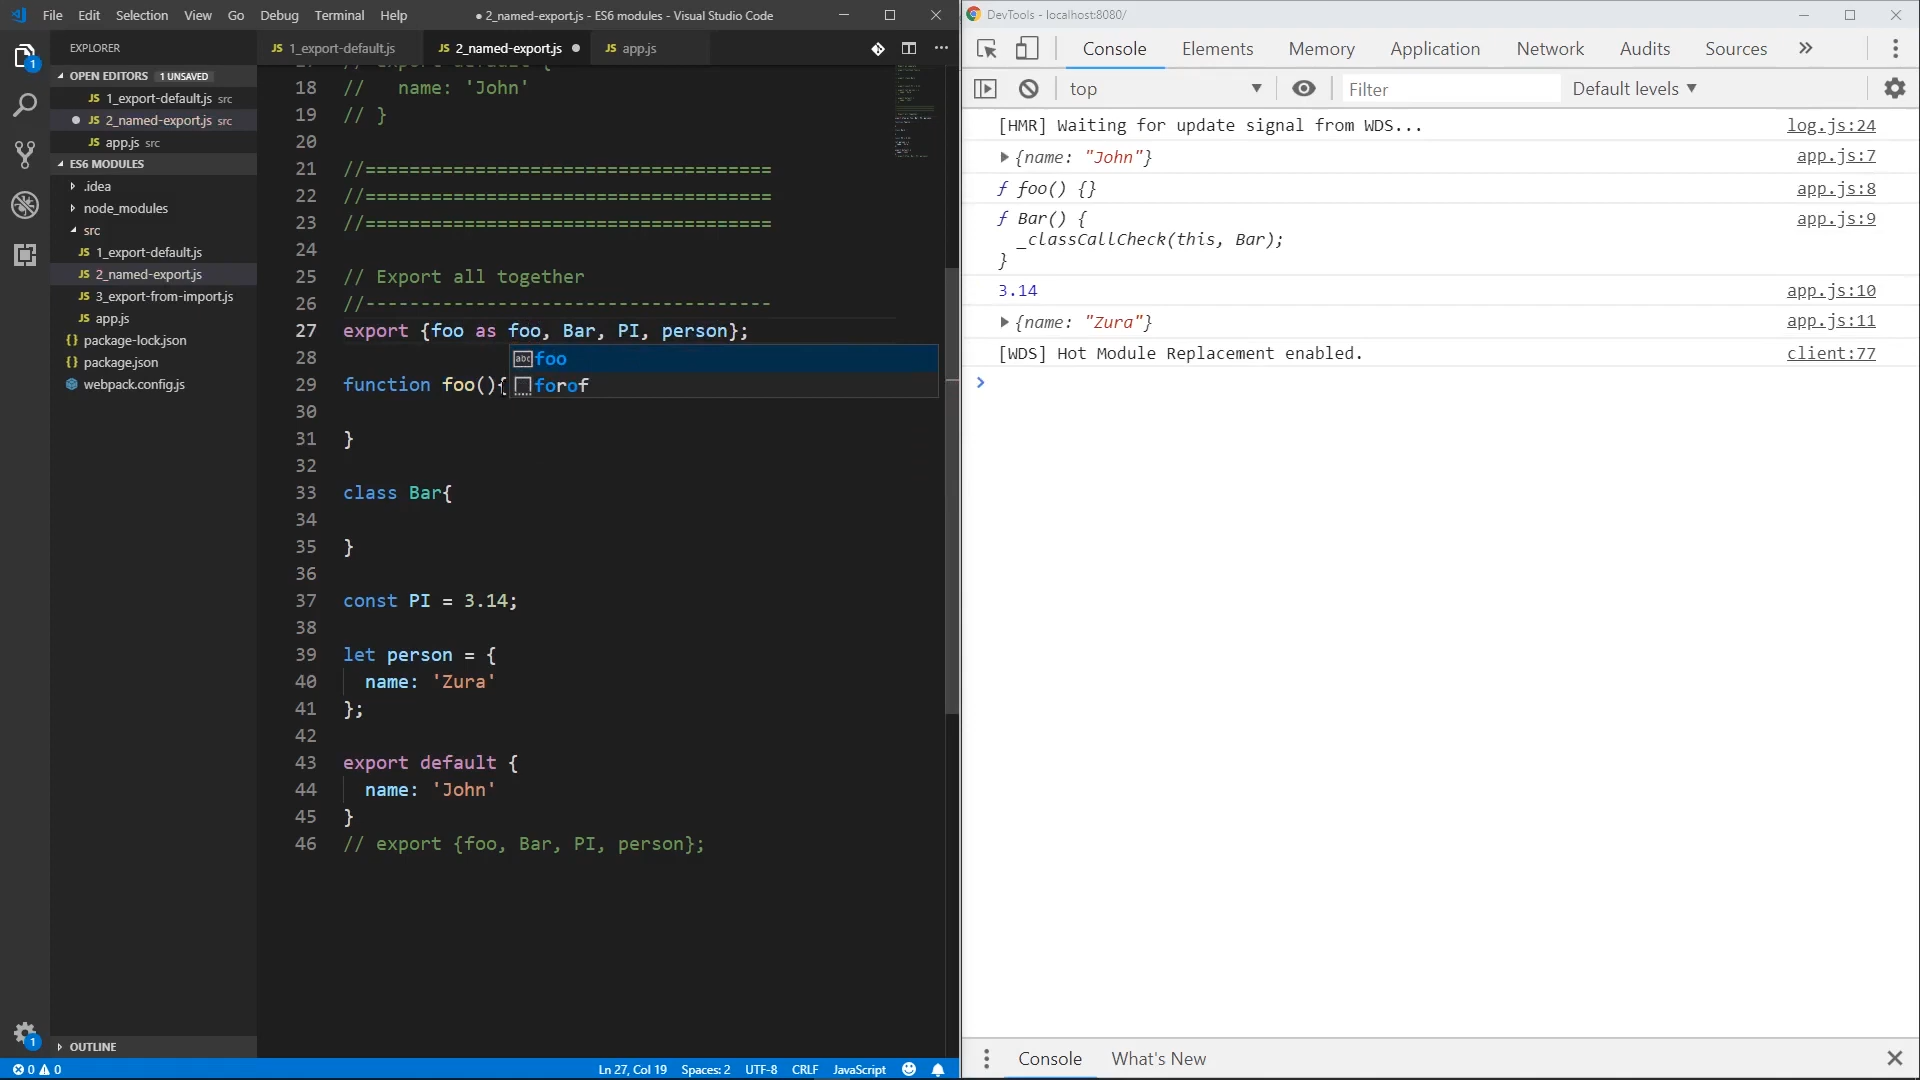 File Edit Selection View Go Debug Terminal Help
● 2_named-export.js - ES6 modules - Visual Studio Code
EXPLORER
OPEN EDITORS 1 UNSAVED
JS 1_export-default.js src
● JS 2_named-export.js src
JS app.js src
ES6 MODULES
.idea
node_modules
src
JS 1_export-default.js
JS 2_named-export.js
JS 3_export-from-import.js
JS app.js
{} package-lock.json
{} package.json
webpack.config.js
OUTLINE
1
1
JS 1_export-default.js JS 2_named-export.js ● JS app.js
18 //   name: 'John'
19 // }
20
21 //=====================================
22 //=====================================
23 //=====================================
24
25 // Export all together
26 //-------------------------------------
27 export {foo as foo, Bar, PI, person};
28
abc foo
29 function foo(){
forof
30
31 }
32
33 class Bar{
34
35 }
36
37 const PI = 3.14;
38
39 let person = {
40   name: 'Zura'
41 };
42
43 export default {
44   name: 'John'
45 }
46 // export {foo, Bar, PI, person};
0 0
Ln 27, Col 19 Spaces: 2 UTF-8 CRLF JavaScript
DevTools - localhost:8080/
Console Elements Memory Application Network Audits Sources »
top Filter Default levels ▼
[HMR] Waiting for update signal from WDS... log.js:24
{name: "John"} app.js:7
ƒ foo() {} app.js:8
ƒ Bar() { app.js:9
_classCallCheck(this, Bar);
}
3.14 app.js:10
{name: "Zura"} app.js:11
[WDS] Hot Module Replacement enabled. client:77
>
Console What's New